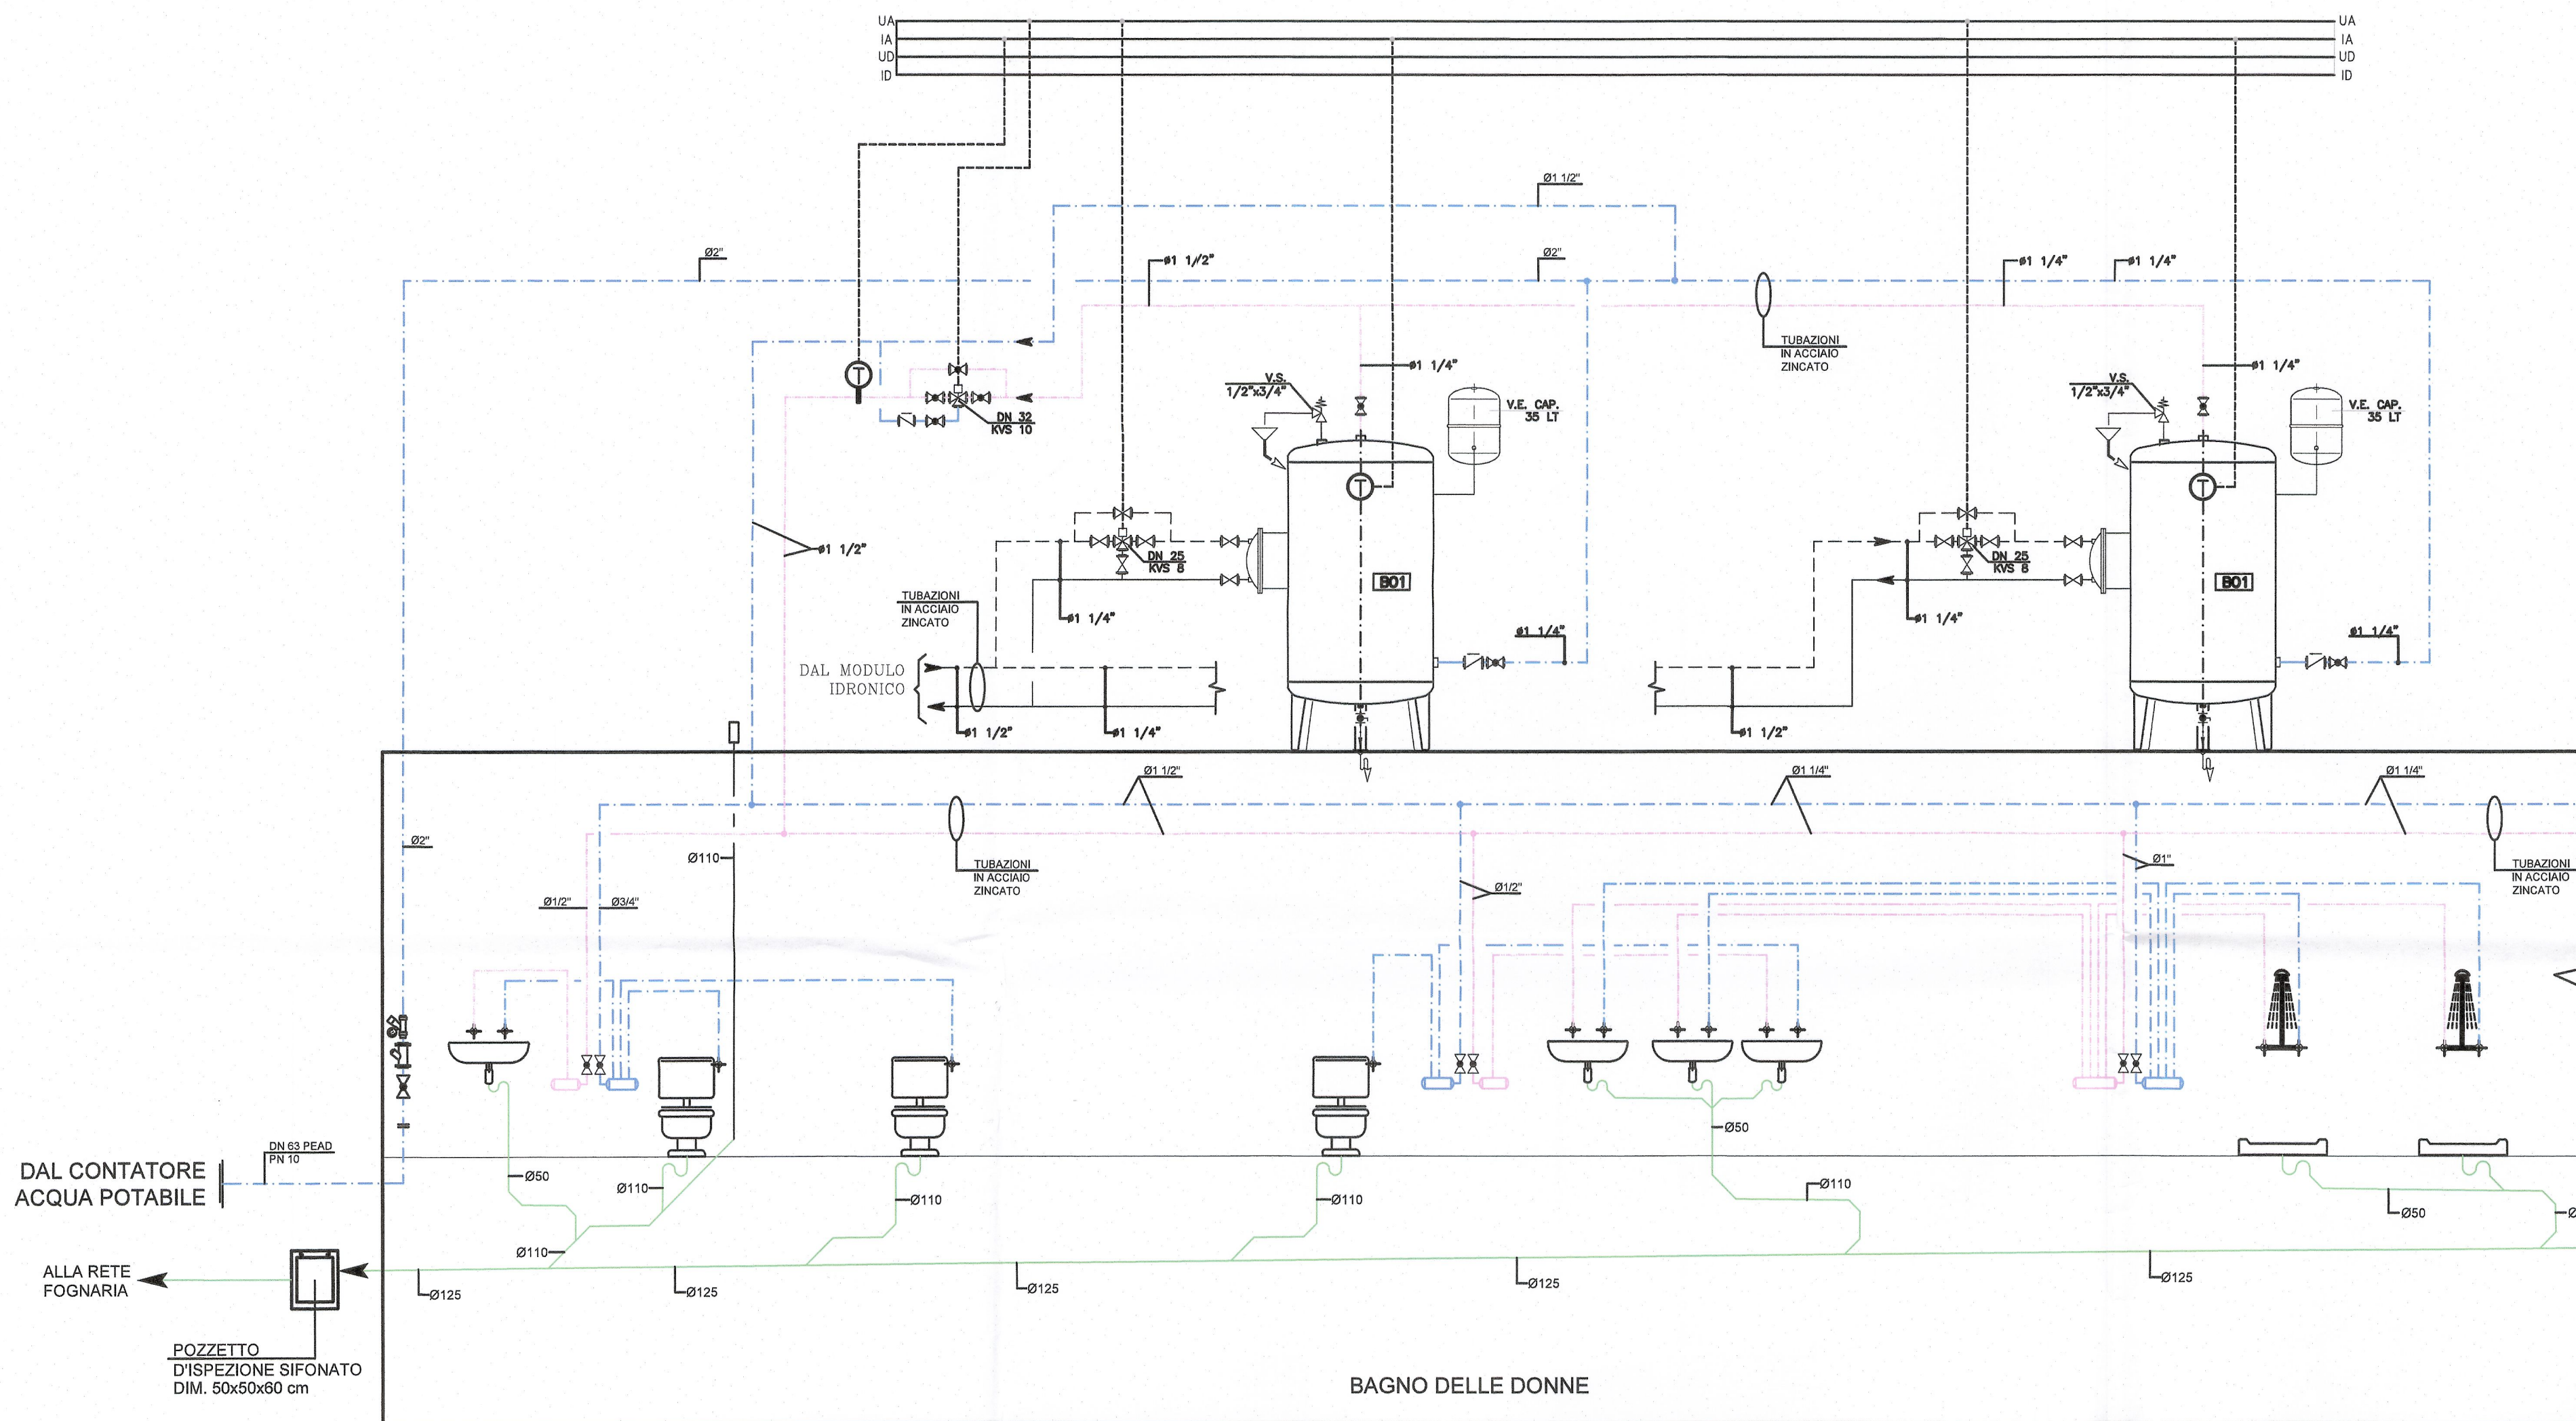 UA
UA
IA
IA
UD
UD
ID
ID
Ø1 1/2"
Ø2"
ø1 1/2"
Ø2"
ø1 1/4"
ø1 1/4"
TUBAZIONI
IN ACCIAIO
ZINCATO
T
DN 32
KVS 10
V.S.
1/2"x3/4"
ø1 1/4"
V.E. CAP.
35 LT
V.S.
1/2"x3/4"
ø1 1/4"
V.E. CAP.
35 LT
T
T
ø1 1/2"
DN 25
KVS 8
B01
DN 25
KVS 8
B01
TUBAZIONI
IN ACCIAIO
ZINCATO
ø1 1/4"
ø1 1/4"
ø1 1/4"
ø1 1/4"
DAL MODULO
IDRONICO
ø1 1/2"
ø1 1/4"
ø1 1/2"
Ø1 1/2"
Ø1 1/4"
Ø1 1/4"
Ø2"
Ø110
TUBAZIONI
IN ACCIAIO
ZINCATO
Ø1"
TUBAZIONI
IN ACCIAIO
ZINCATO
Ø1/2"
Ø3/4"
Ø1/2"
DN 63 PEAD
PN 10
DAL CONTATORE
ACQUA POTABILE
Ø50
Ø110
Ø110
Ø110
Ø50
Ø110
Ø50
Ø110
ALLA RETE
FOGNARIA
Ø125
Ø125
Ø125
Ø125
Ø125
POZZETTO
D'ISPEZIONE SIFONATO
DIM. 50x50x60 cm
BAGNO DELLE DONNE